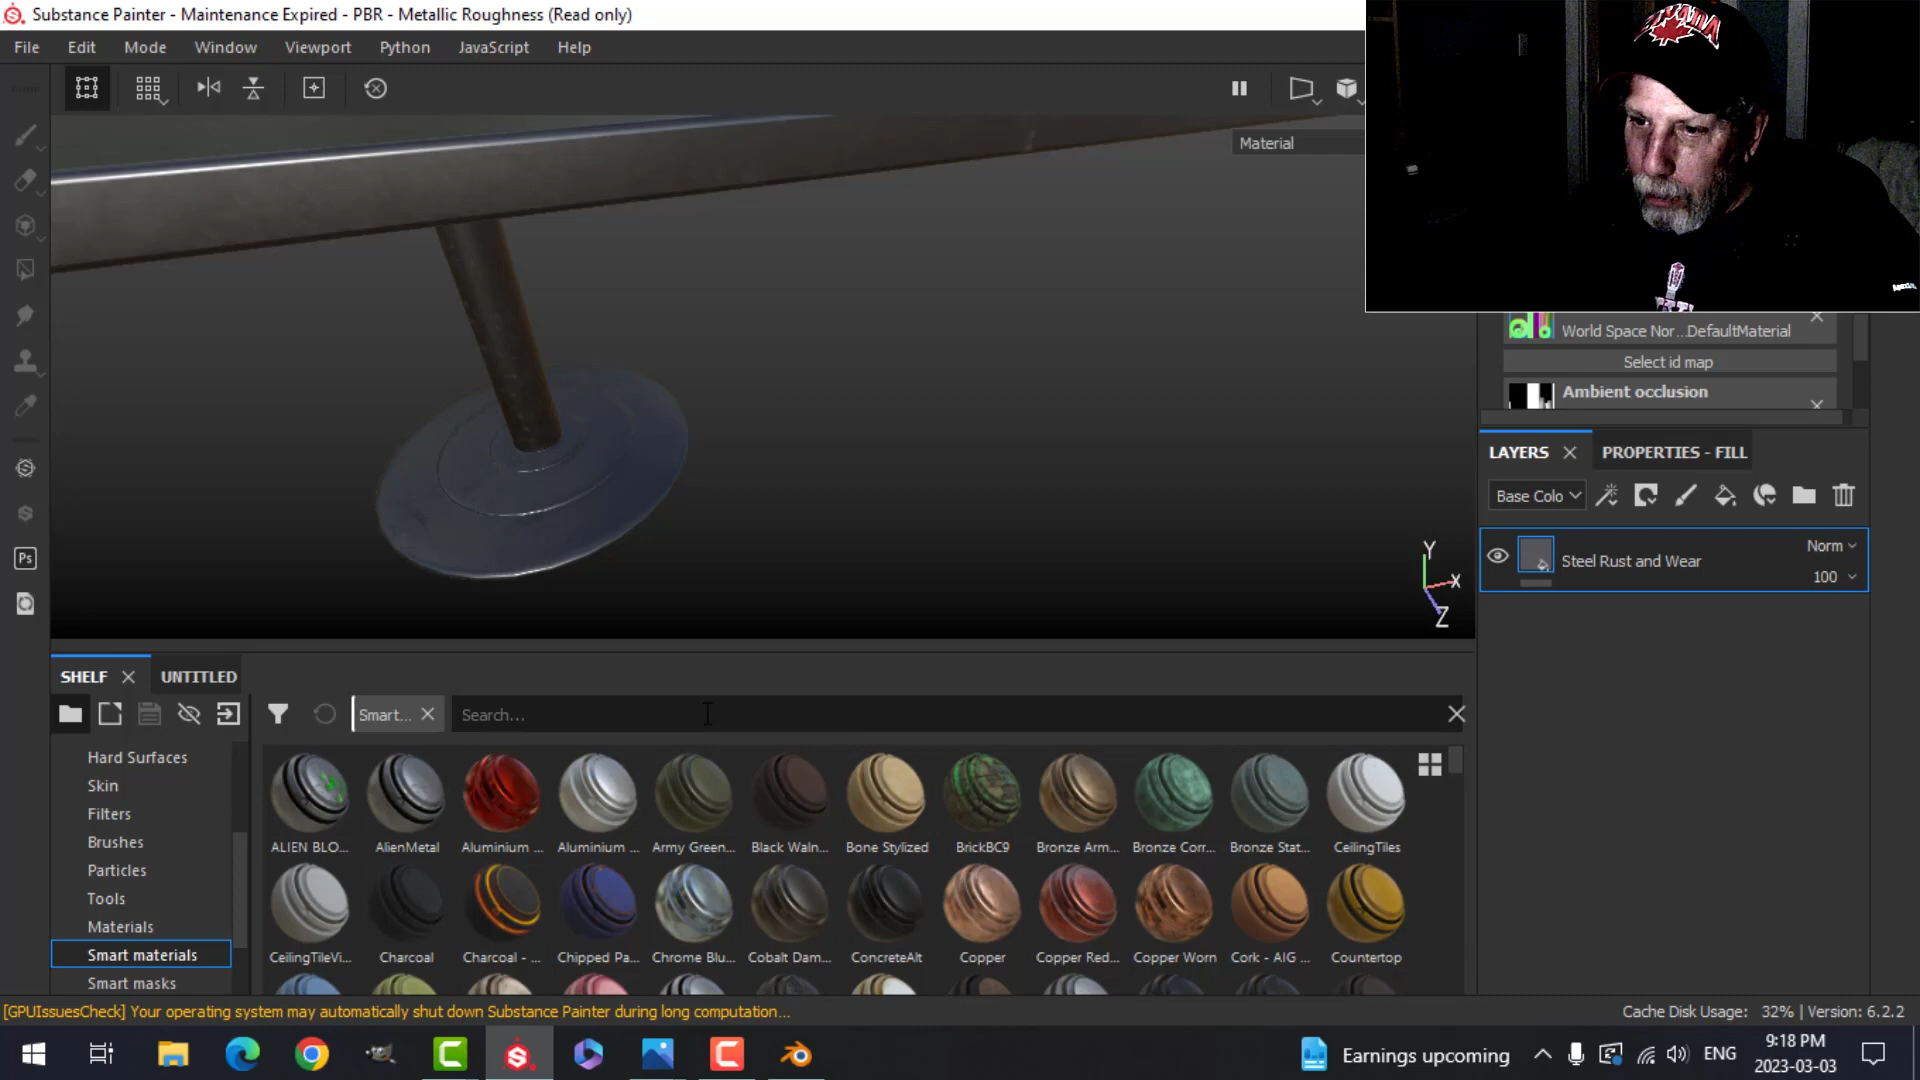 Substance Painter - Maintenance Expired - PBR - Metallic Roughness (Read only)
File Edit Mode Window Viewport Python JavaScript Help
Material
World Space Nor...DefaultMaterial
Select id map
Ambient occlusion
LAYERS PROPERTIES - FILL
Base Colo
Steel Rust and Wear
Norm
100
Y
X
Z
SHELF UNTITLED
Smart... Search...
Hard Surfaces
Skin
Filters
Brushes
Particles
Tools
Materials
Smart materials
Smart masks
ALIEN BLO... AlienMetal Aluminium ... Aluminium ... Army Green... Black Waln... Bone Stylized BrickBC9 Bronze Arm... Bronze Corr... Bronze Stat... CeilingTiles
CeilingTileVi... Charcoal Charcoal - ... Chipped Pa... Chrome Blu... Cobalt Dam... ConcreteAlt Copper Copper Red... Copper Worn Cork - AIG ... Countertop
[GPUIssuesCheck] Your operating system may automatically shut down Substance Painter during long computation...
Cache Disk Usage: 32% | Version: 6.2.2
Ps
Earnings upcoming
ENG
9:18 PM
2023-03-03